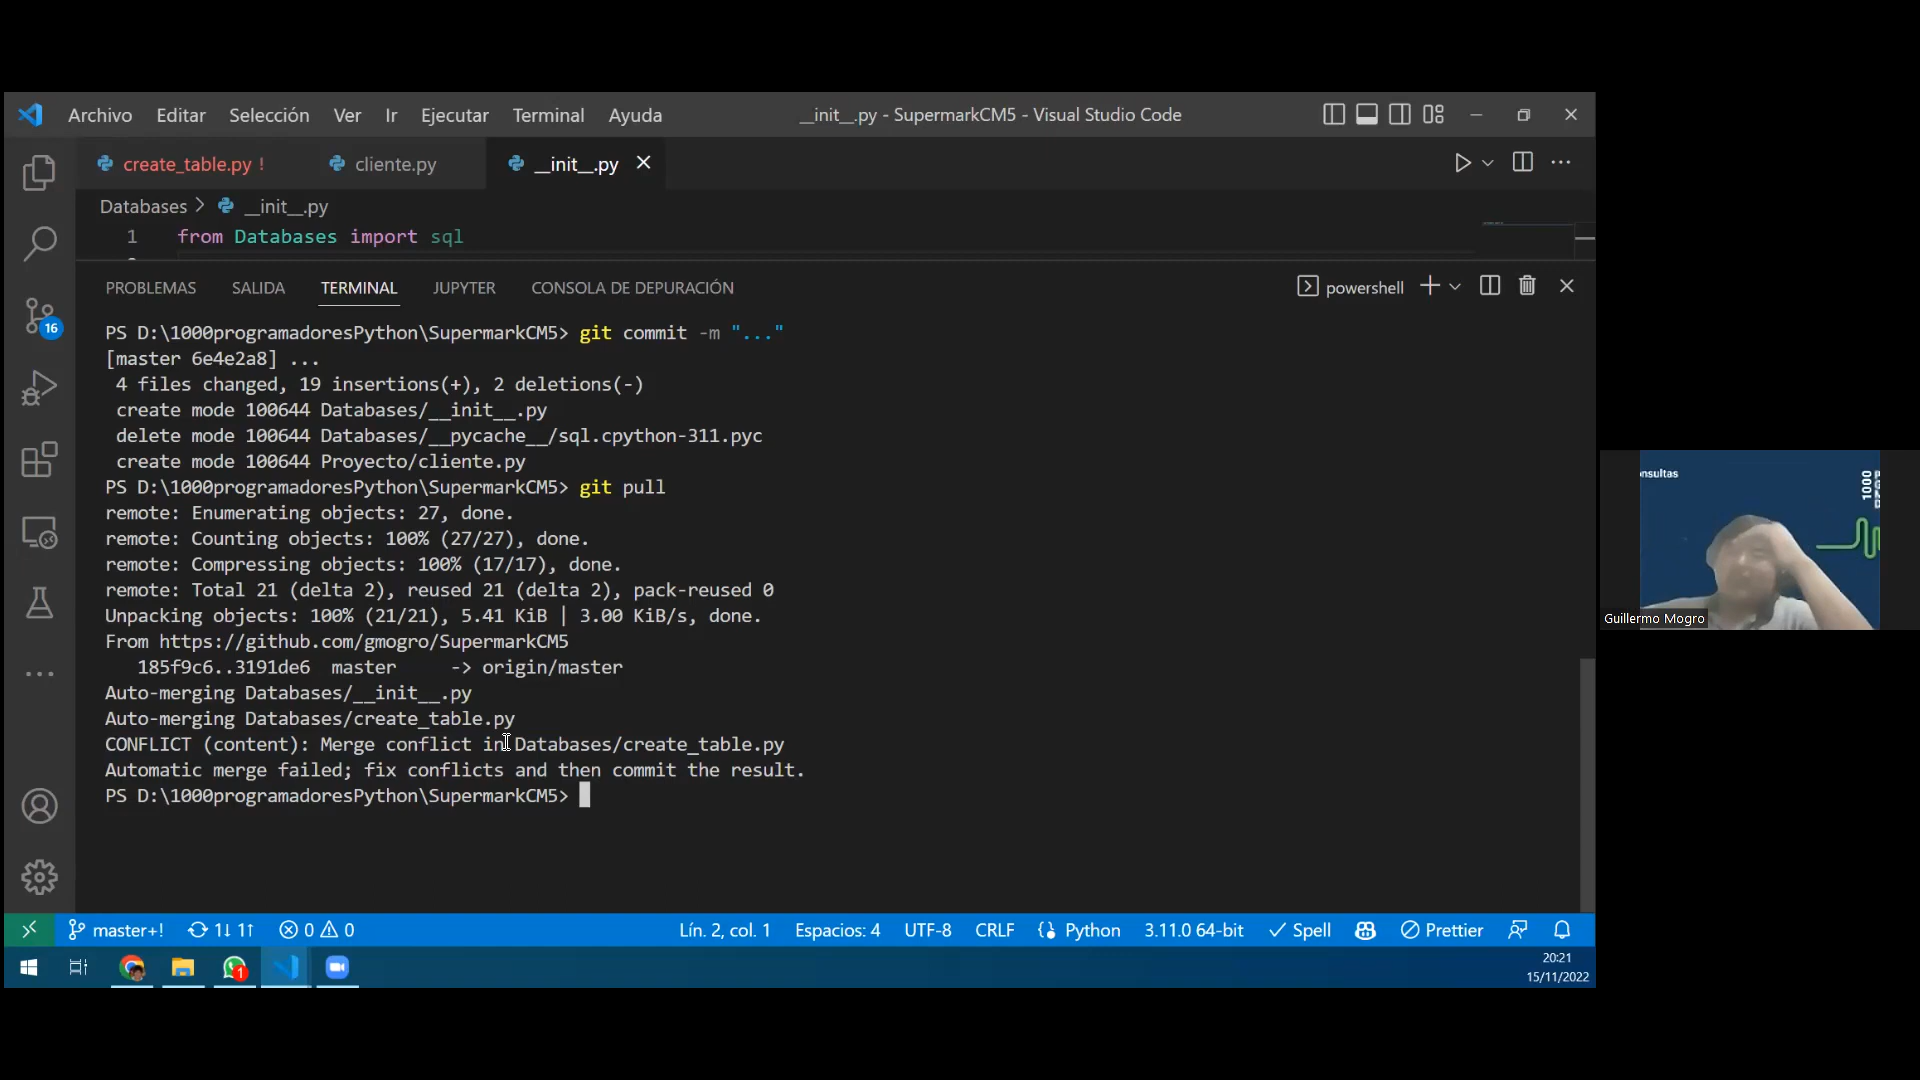 Archivo Editar Selección Ver Ir Ejecutar Terminal Ayuda __init__.py - SupermarkCM5 - Visual Studio Code
create_table.py ! cliente.py __init__.py
Databases > __init__.py
1 from Databases import sql
PROBLEMAS SALIDA TERMINAL JUPYTER CONSOLA DE DEPURACIÓN powershell
PS D:\1000programadoresPython\SupermarkCM5> git commit -m "..."
[master 6e4e2a8] ...
4 files changed, 19 insertions(+), 2 deletions(-)
create mode 100644 Databases/__init__.py
delete mode 100644 Databases/__pycache__/sql.cpython-311.pyc
create mode 100644 Proyecto/cliente.py
PS D:\1000programadoresPython\SupermarkCM5> git pull
remote: Enumerating objects: 27, done.
remote: Counting objects: 100% (27/27), done.
remote: Compressing objects: 100% (17/17), done.
remote: Total 21 (delta 2), reused 21 (delta 2), pack-reused 0
Unpacking objects: 100% (21/21), 5.41 KiB | 3.00 KiB/s, done.
From https://github.com/gmogro/SupermarkCM5
185f9c6..3191de6 master -> origin/master
Auto-merging Databases/__init__.py
Auto-merging Databases/create_table.py
CONFLICT (content): Merge conflict in Databases/create_table.py
Automatic merge failed; fix conflicts and then commit the result.
PS D:\1000programadoresPython\SupermarkCM5>
16
master+! 1↓ 1↑ 0 0 Lín. 2, col. 1 Espacios: 4 UTF-8 CRLF Python 3.11.0 64-bit Spell Prettier
1
20:21
15/11/2022
nsultas
1000
Guillermo Mogro